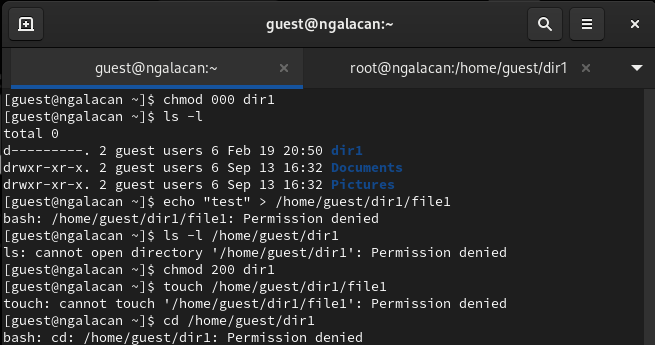 guest@ngalacan:~
guest@ngalacan:~
root@ngalacan:/home/guest/dir1
[guest@ngalacan ~]$ chmod 000 dir1
[guest@ngalacan ~]$ ls -l
total 0
d---------. 2 guest users 6 Feb 19 20:50 dir1
drwxr-xr-x. 2 guest users 6 Sep 13 16:32 Documents
drwxr-xr-x. 2 guest users 6 Sep 13 16:32 Pictures
[guest@ngalacan ~]$ echo "test" > /home/guest/dir1/file1
bash: /home/guest/dir1/file1: Permission denied
[guest@ngalacan ~]$ ls -l /home/guest/dir1
ls: cannot open directory '/home/guest/dir1': Permission denied
[guest@ngalacan ~]$ chmod 200 dir1
[guest@ngalacan ~]$ touch /home/guest/dir1/file1
touch: cannot touch '/home/guest/dir1/file1': Permission denied
[guest@ngalacan ~]$ cd /home/guest/dir1
bash: cd: /home/guest/dir1: Permission denied